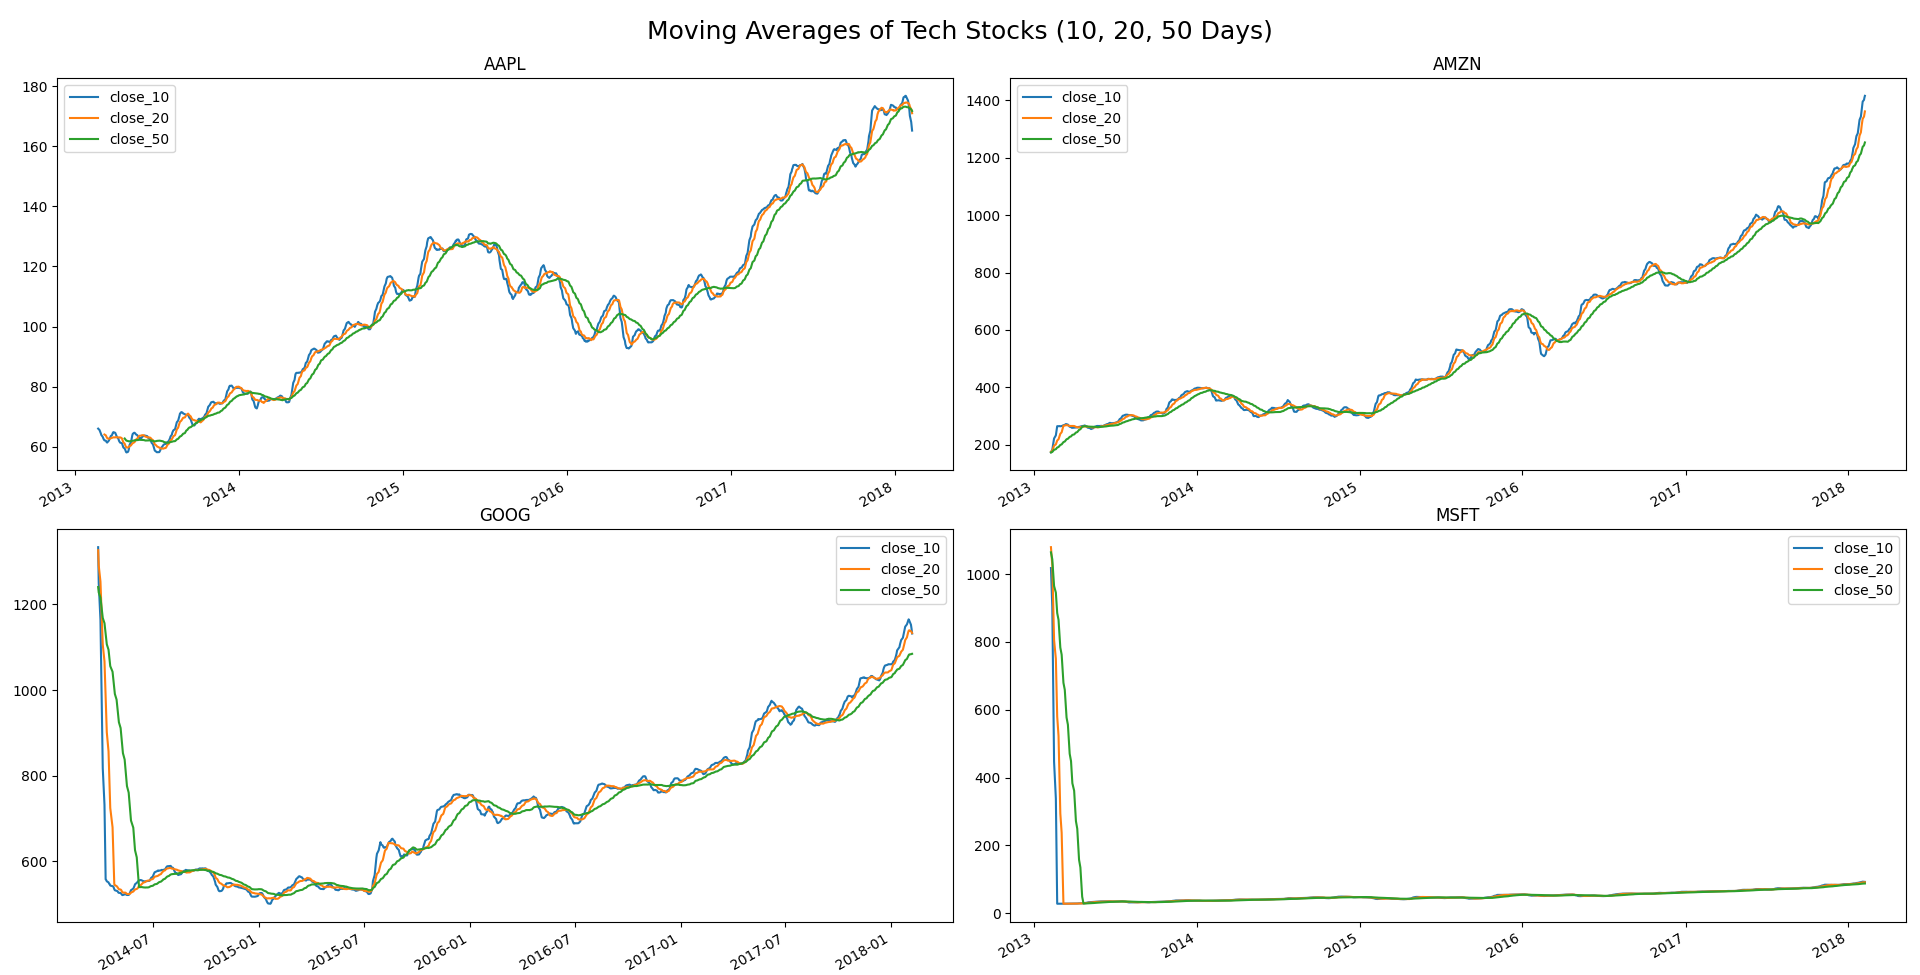 Moving Averages of Tech Stocks (10, 20, 50 Days)
AAPL
180
160
140
120
100
80
60
close_10
close_20
close_50
2013
2014
2015
2016
2017
2018
AMZN
1400
1200
1000
800
600
400
200
close_10
close_20
close_50
2013
2014
2015
2016
2017
2018
GOOG
1200
1000
800
600
close_10
close_20
close_50
2014-07
2015-01
2015-07
2016-01
2016-07
2017-01
2017-07
2018-01
MSFT
1000
800
600
400
200
0
close_10
close_20
close_50
2013
2014
2015
2016
2017
2018